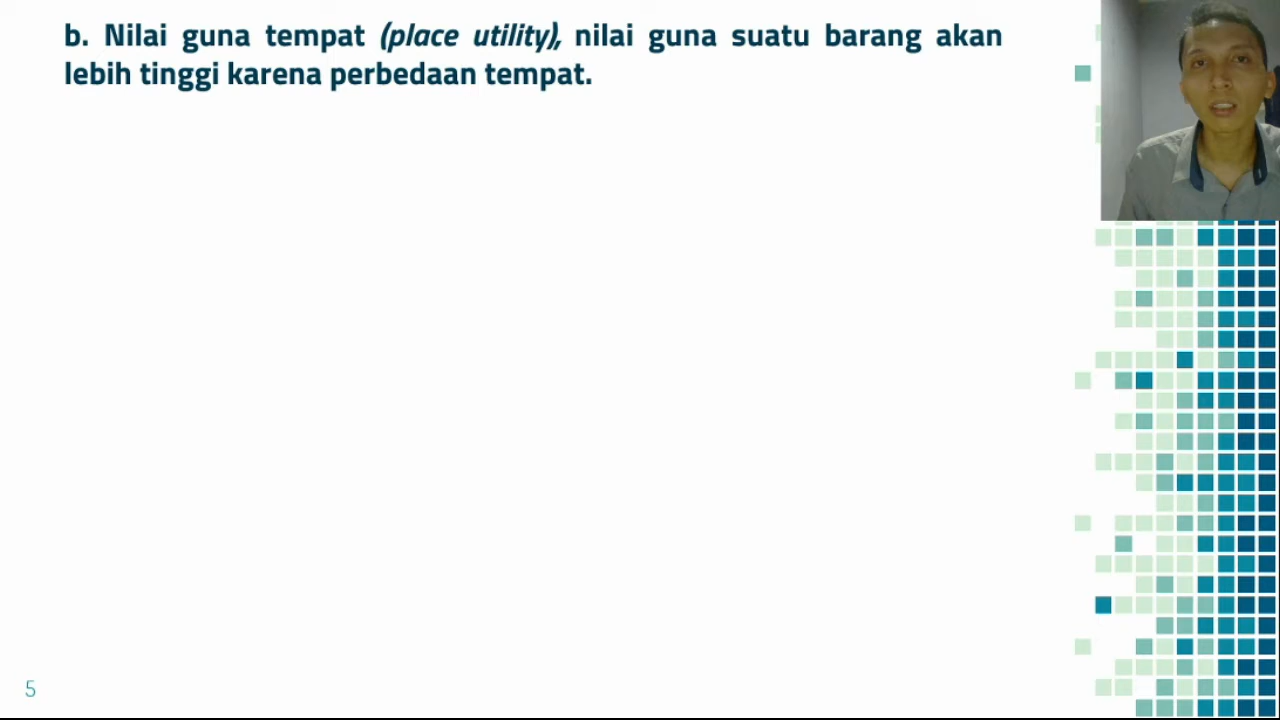 b. Nilai guna tempat (place utility), nilai guna suatu barang akan
lebih tinggi karena perbedaan tempat.
5